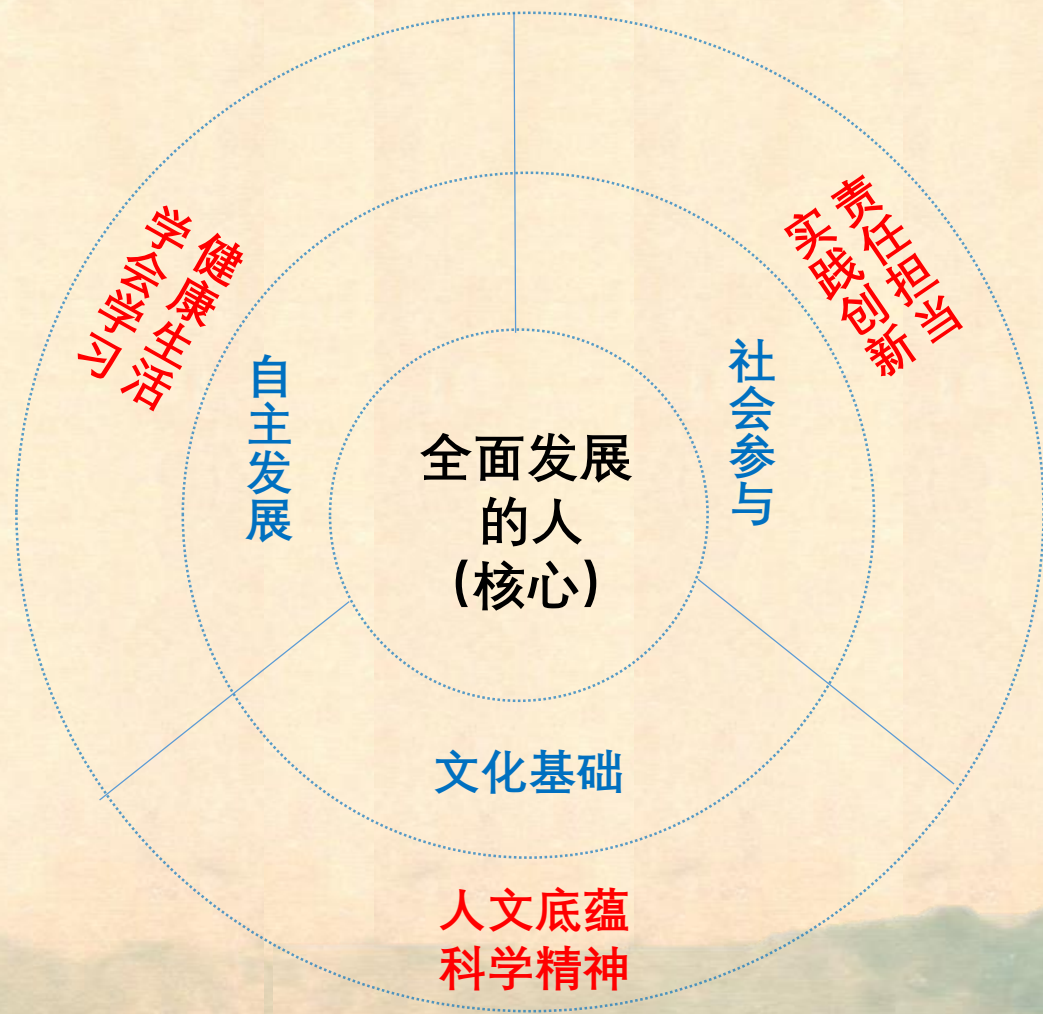 学会学习
健康生活
责任担当
实践创新
自主发展
社会参与
全面发展
的人
(核心)
文化基础
人文底蕴
科学精神